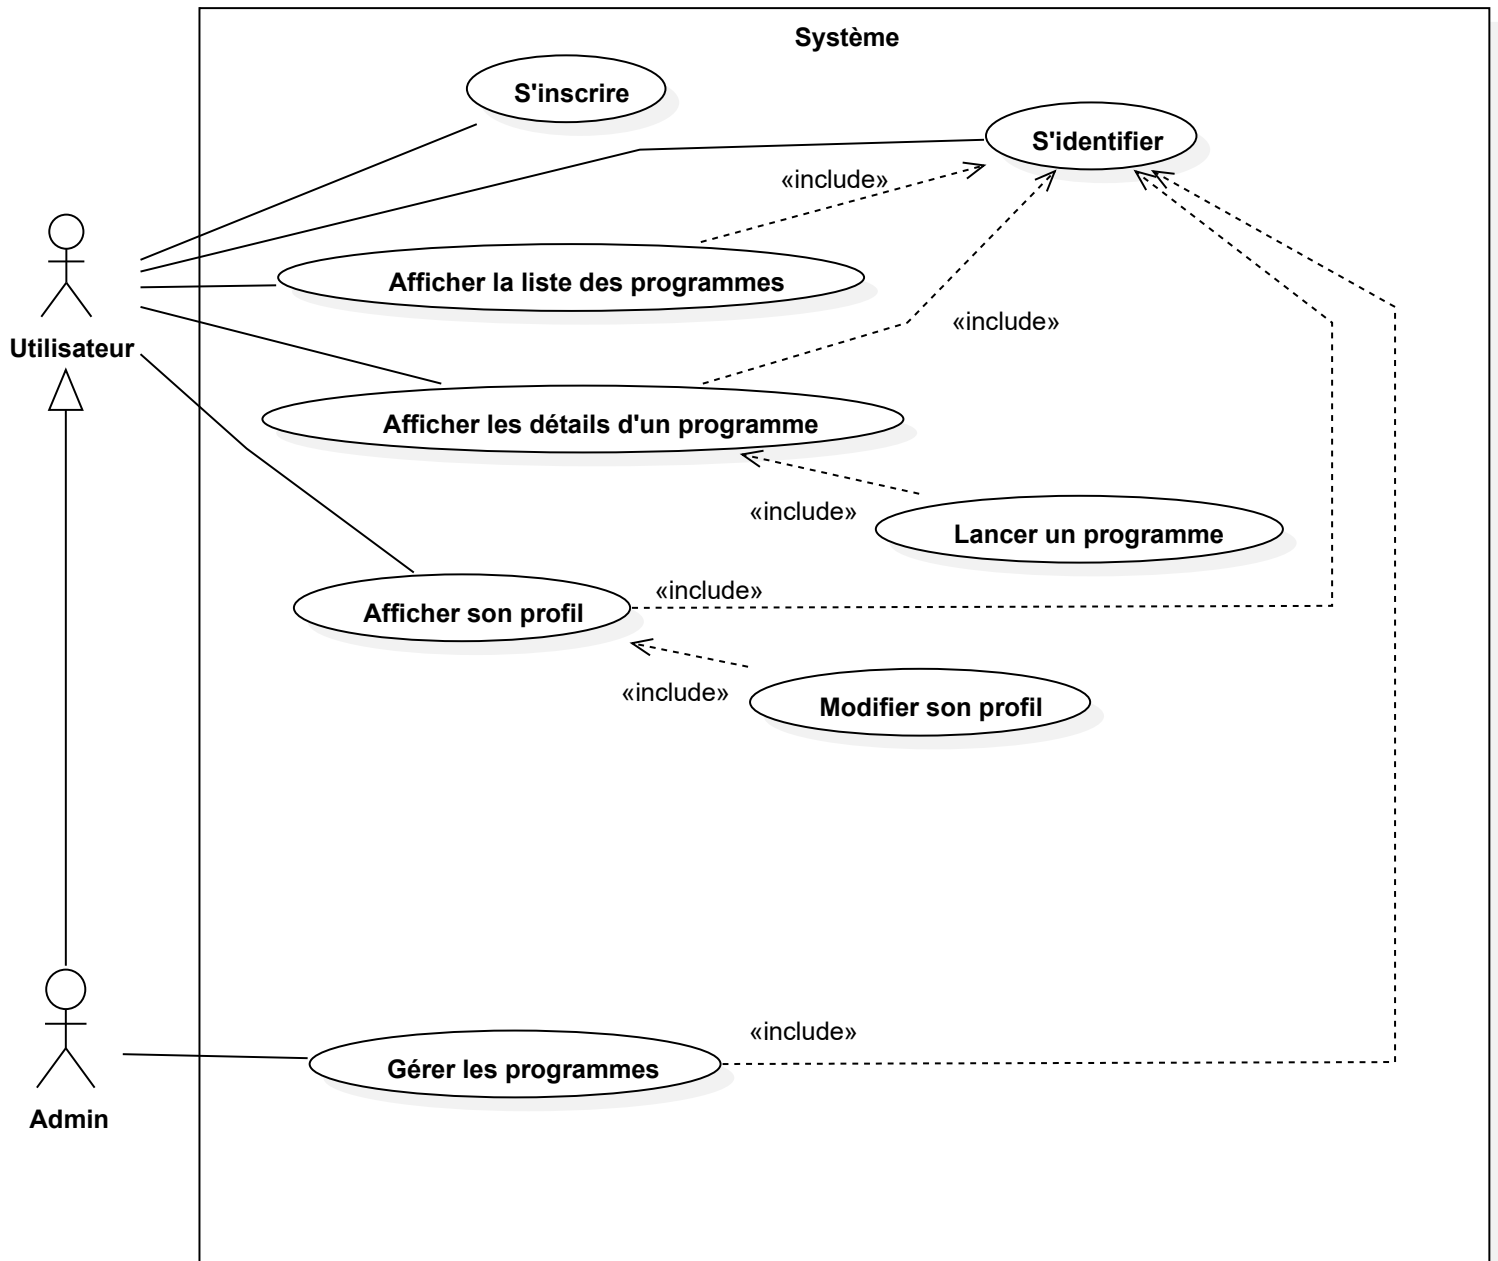 Système
S'inscrire
S'identifier
«include»
Afficher la liste des programmes
«include»
Utilisateur
Afficher les détails d'un programme
«include»
Lancer un programme
«include»
Afficher son profil
«include»
Modifier son profil
«include»
Gérer les programmes
Admin